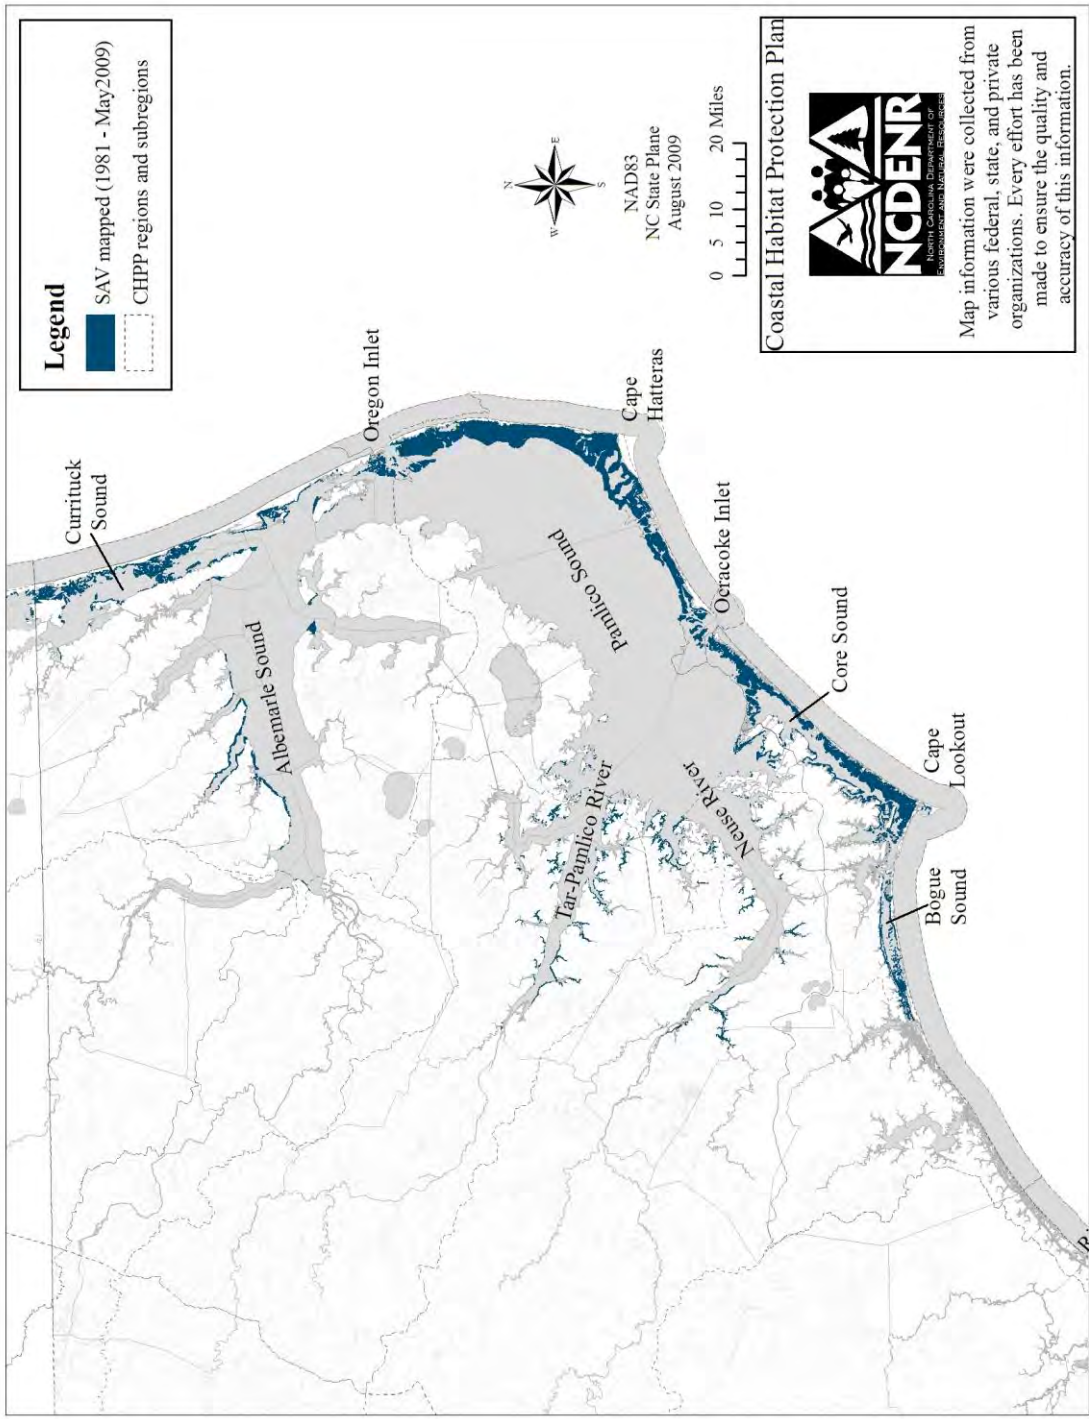 Legend
SAV mapped (1981 - May2009)
CHPP regions and subregions
Currituck
Sound
Oregon Inlet
Albemarle Sound
Pamlico Sound
Cape
Hatteras
Ocracoke Inlet
Tar-Pamlico River
Neuse River
Core Sound
Cape
Lookout
Bogue
Sound
N
W
E
S
NAD83
NC State Plane
August 2009
0 5 10 20 Miles
Coastal Habitat Protection Plan
NCDENR
NORTH CAROLINA DEPARTMENT OF
ENVIRONMENT AND NATURAL RESOURCES
Map information were collected from
various federal, state, and private
organizations. Every effort has been
made to ensure the quality and
accuracy of this information.